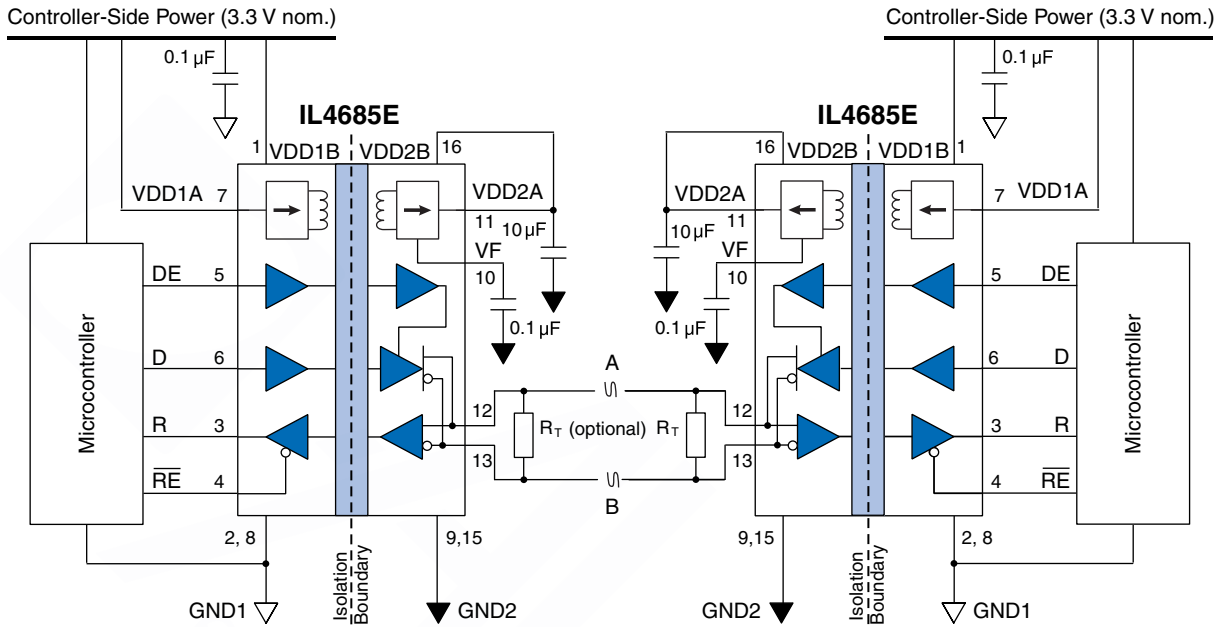 Controller-Side Power (3.3 V nom.)
Controller-Side Power (3.3 V nom.)
0.1 µF
0.1 µF
IL4685E
IL4685E
1
VDD1B
VDD2B
16
16
VDD2B
VDD1B
1
VDD1A
7
VDD2A
11
VDD2A
11
7
VDD1A
10 µF
VF
10
0.1 µF
10 µF
VF
10
0.1 µF
Microcontroller
DE
5
D
6
R
3
RE
4
5
DE
6
D
3
R
4
RE
Microcontroller
A
12
12
RT (optional)
RT
13
13
B
2, 8
9,15
9,15
2, 8
GND1
Isolation
Boundary
GND2
GND2
Isolation
Boundary
GND1